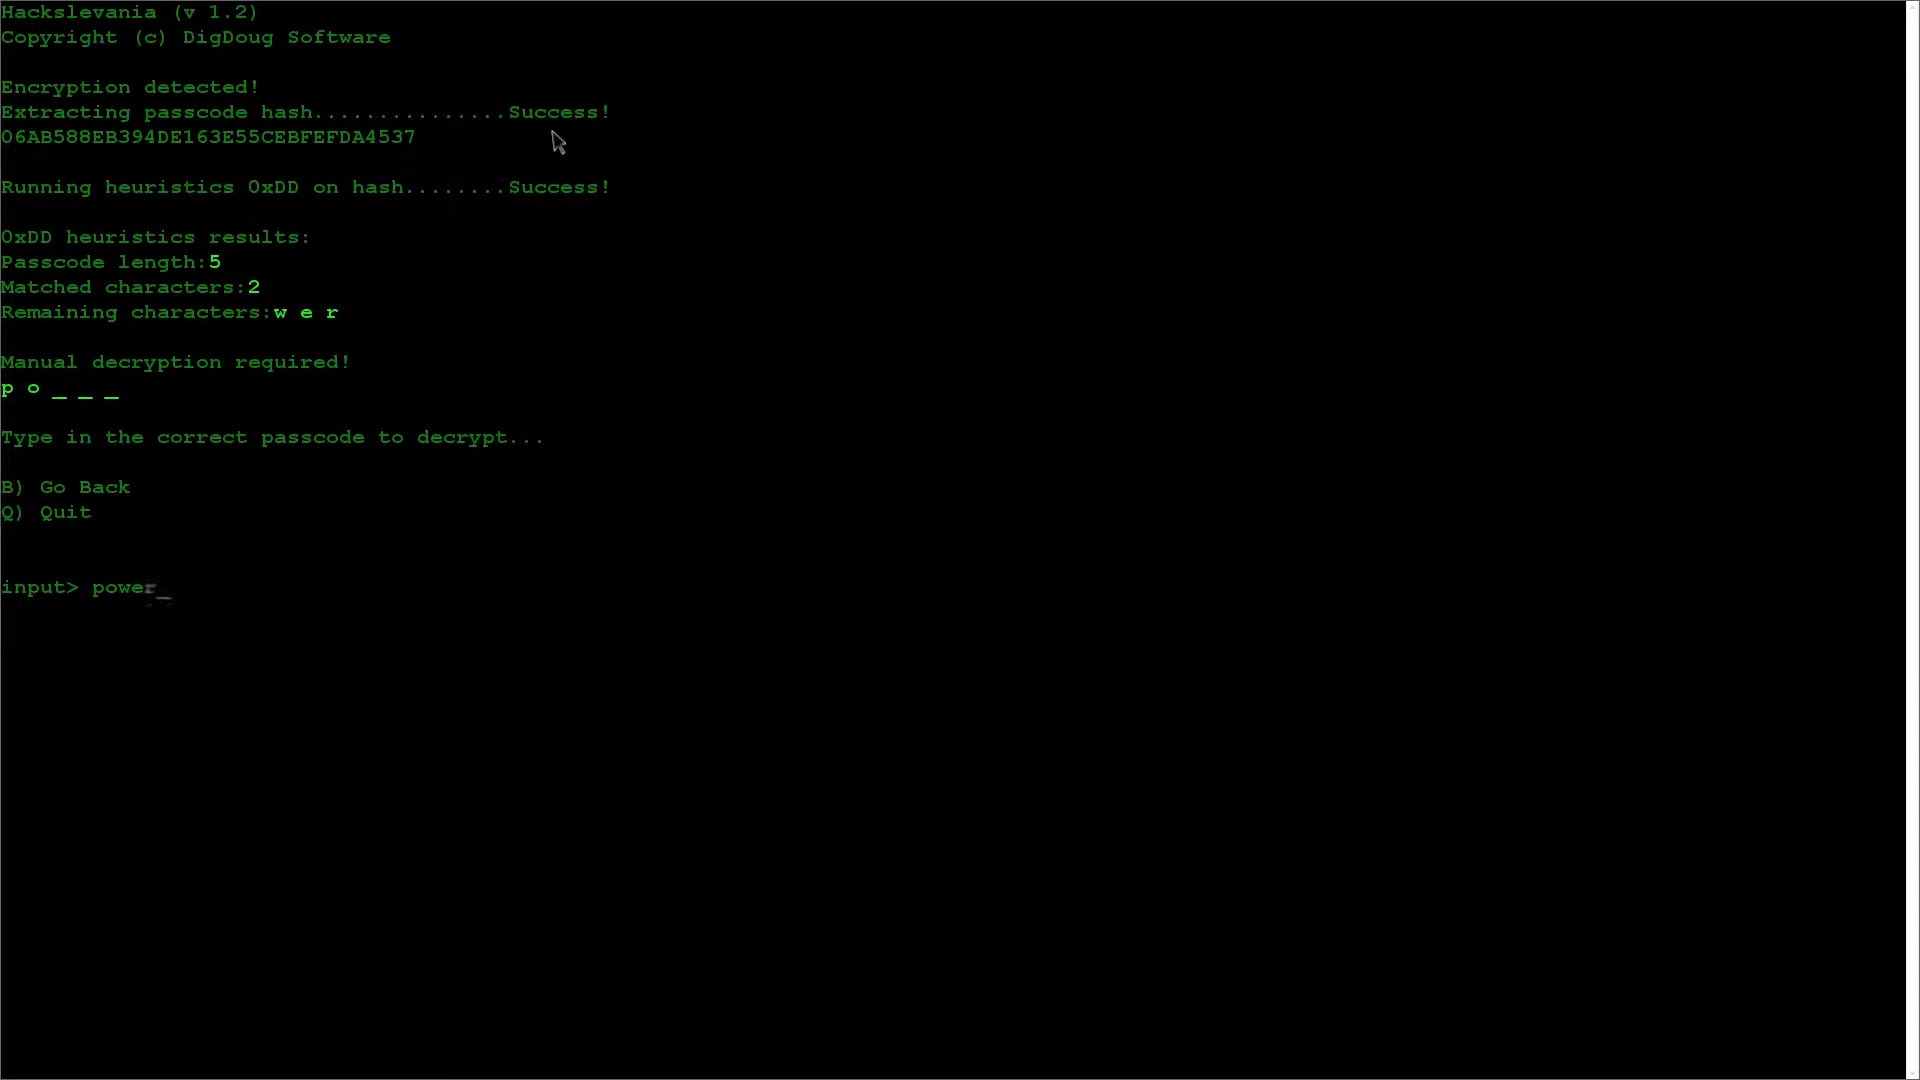 Hackslevania (v 1.2)
Copyright (c) DigDoug Software
Encryption detected!
Extracting passcode hash...............Success!
06AB588EB394DE163E55CEBFEFDA4537
Running heuristics 0xDD on hash........Success!
0xDD heuristics results:
Passcode length:5
Matched characters:2
Remaining characters:w e r
Manual decryption required!
p o _ _ _
Type in the correct passcode to decrypt...
B) Go Back
Q) Quit
input> power_